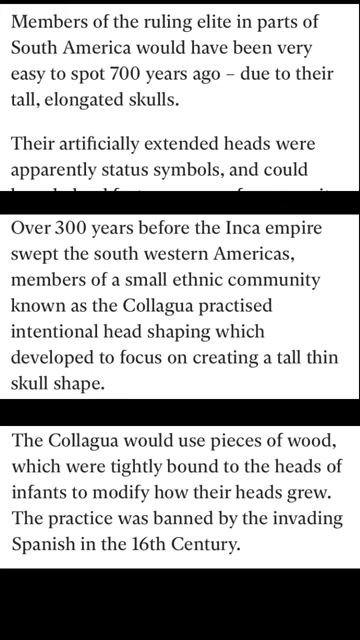 Members of the ruling elite in parts of
South America would have been very
easy to spot 700 years ago – due to their
tall, elongated skulls.
Their artificially extended heads were
apparently status symbols, and could
Over 300 years before the Inca empire
swept the south western Americas,
members of a small ethnic community
known as the Collagua practised
intentional head shaping which
developed to focus on creating a tall thin
skull shape.
The Collagua would use pieces of wood,
which were tightly bound to the heads of
infants to modify how their heads grew.
The practice was banned by the invading
Spanish in the 16th Century.